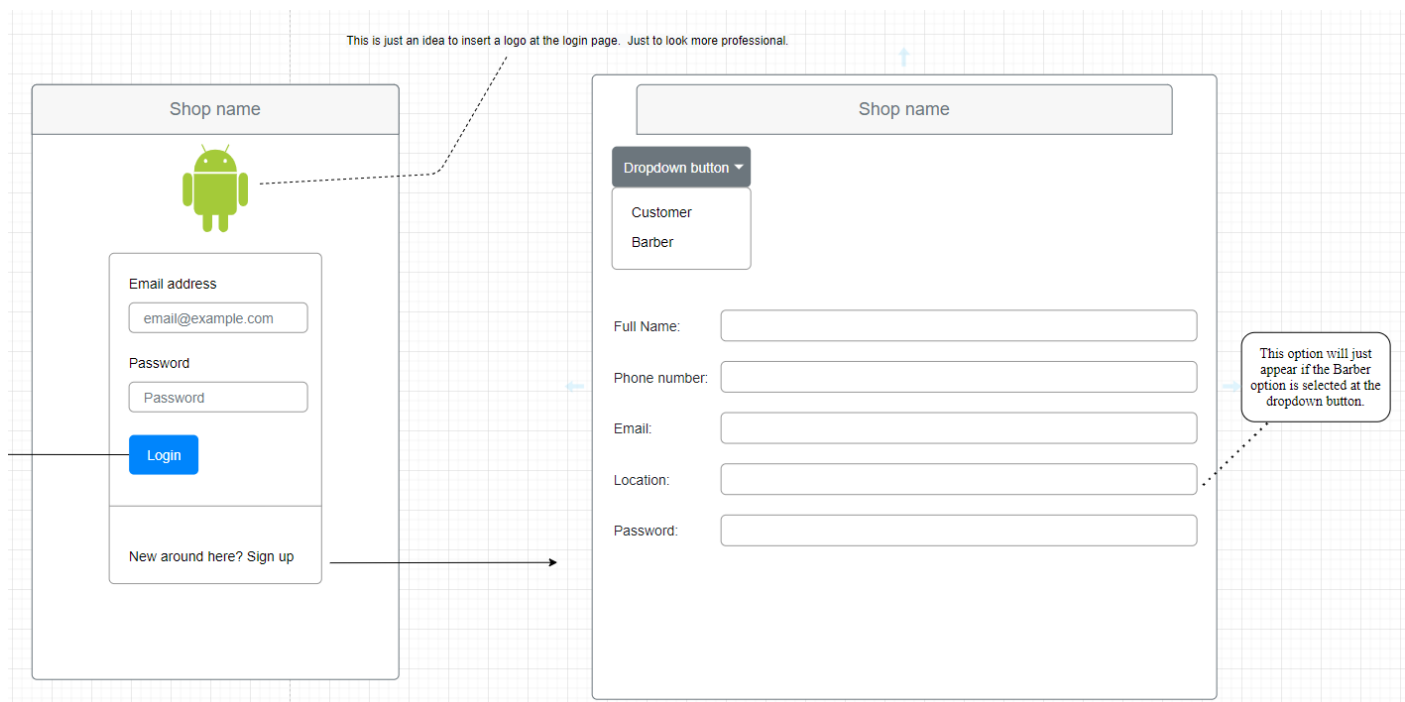 This is just an idea to insert a logo at the login page. Just to look more professional.
Shop name
Email address
email@example.com
Password
Password
Login
New around here? Sign up
Shop name
Dropdown button
Customer
Barber
Full Name:
Phone number:
Email:
Location:
Password:
This option will just
appear if the Barber
option is selected at the
dropdown button.